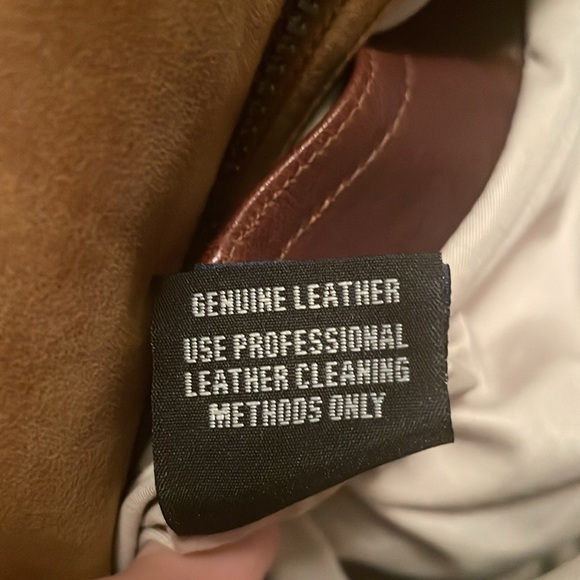 GENUINE LEATHER
USE PROFESSIONAL
LEATHER CLEANING
METHODS ONLY